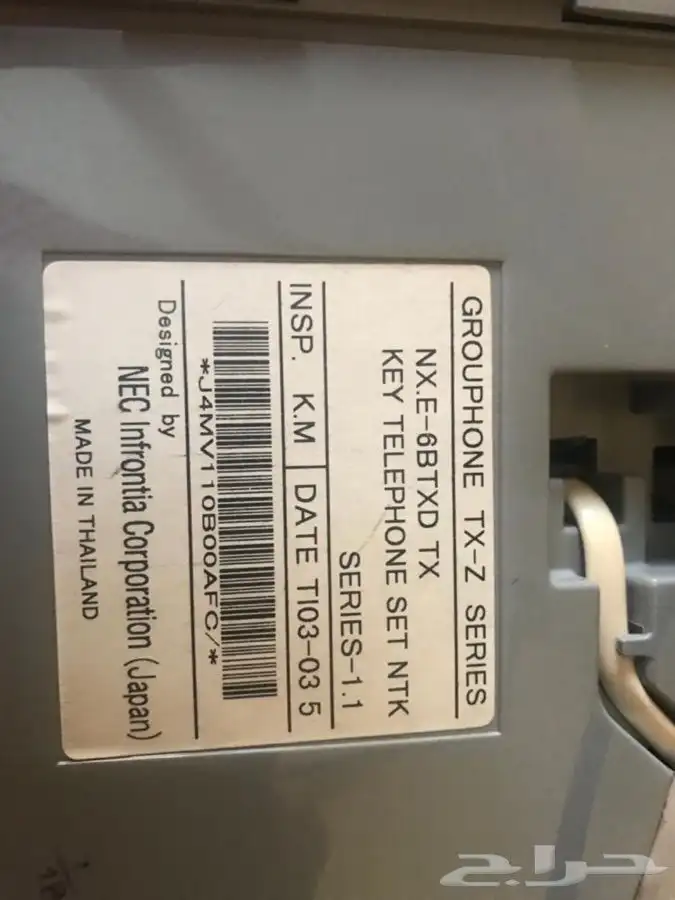 GROUPHONE TX-Z SERIES
NX.E-6BTXD TX
KEY TELEPHONE SET NTK
SERIES-1.1
INSP. K.M DATE TI03-03 5
*J4MV110B00AFC/*
Designed by
NEC Infrontia Corporation (Japan)
MADE IN THAILAND
حراج